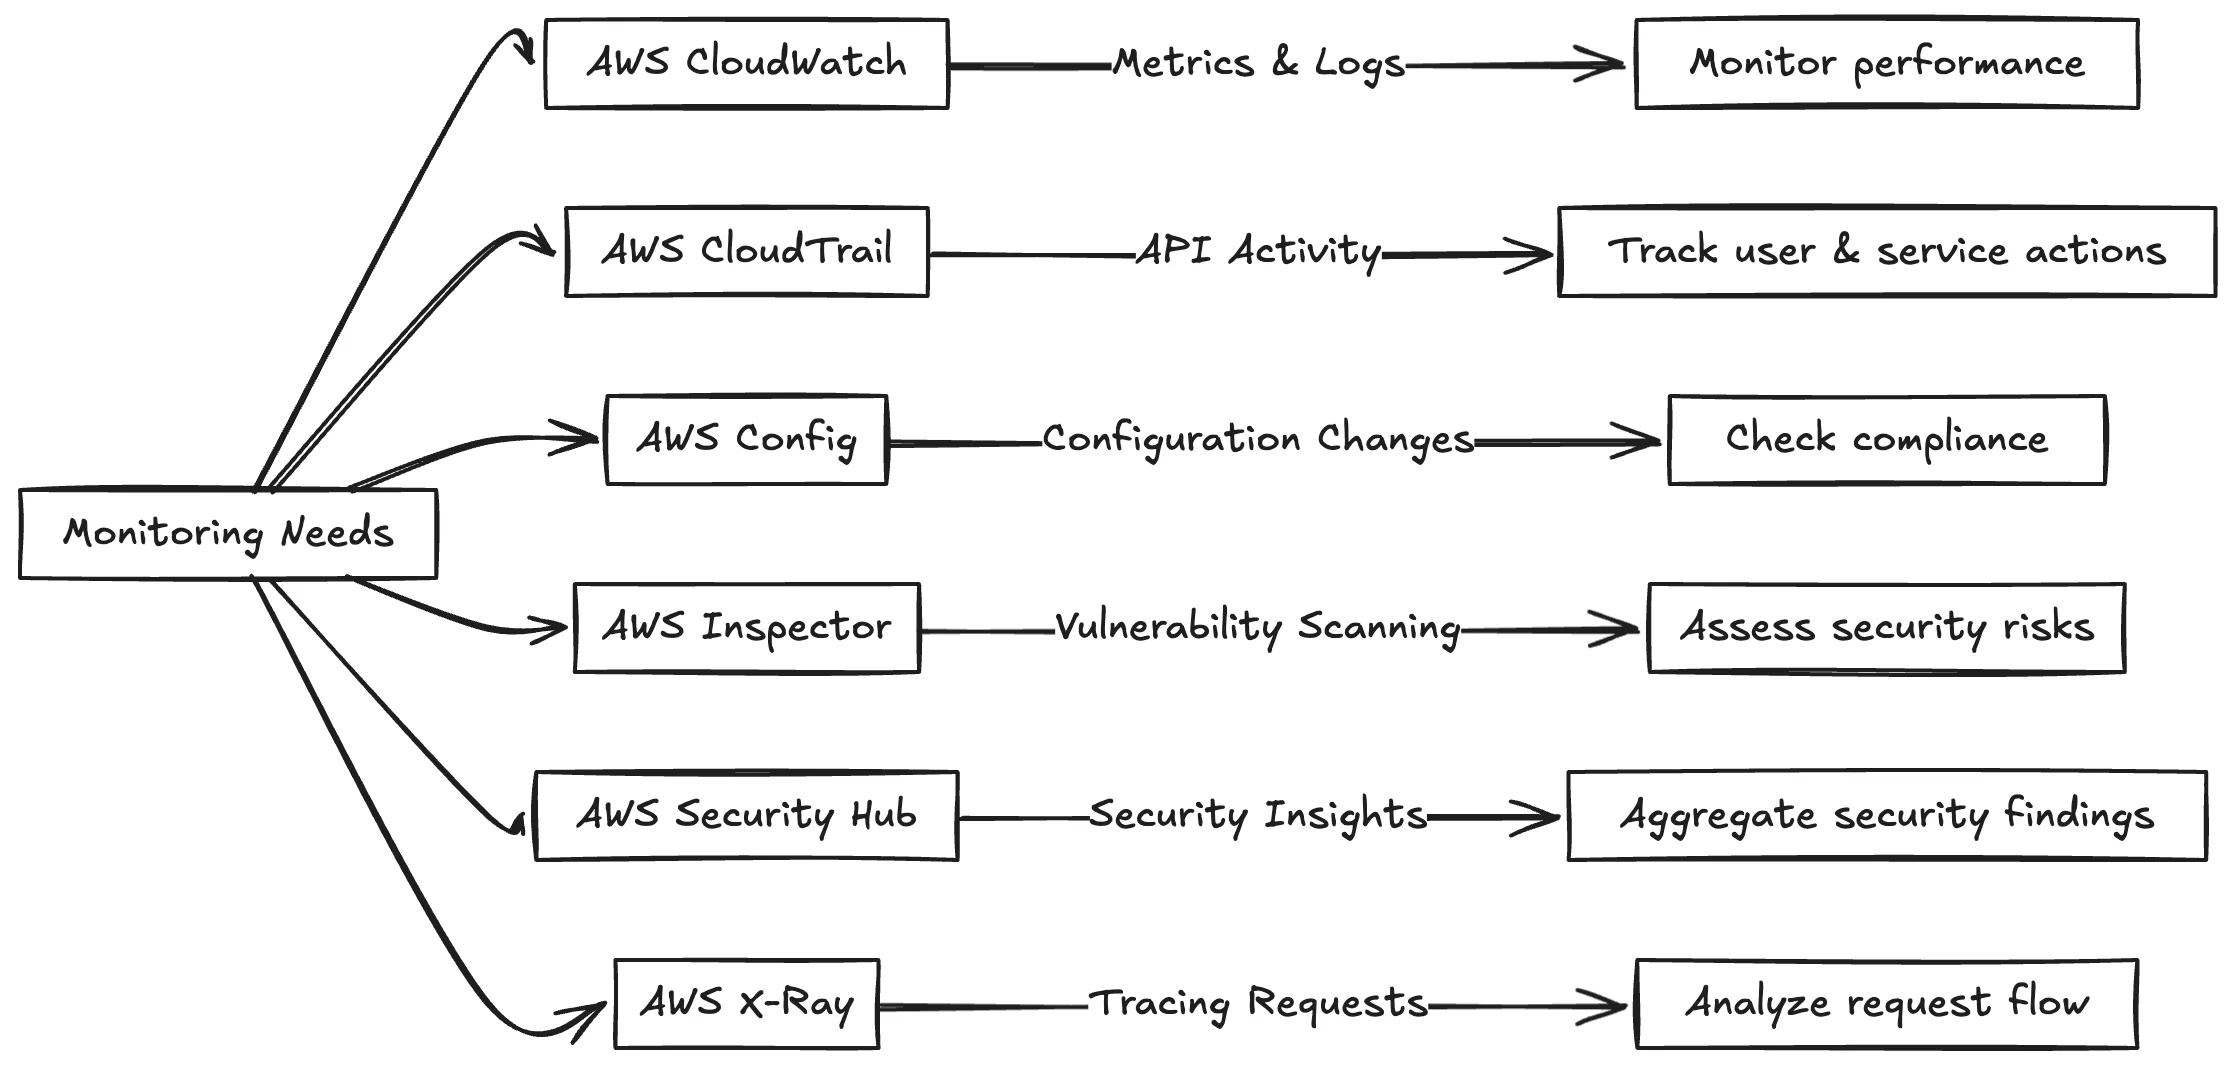 AWS CloudWatch
Metrics & Logs
Monitor performance
AWS CloudTrail
API Activity
Track user & service actions
AWS Config
Configuration Changes
Check compliance
Monitoring Needs
AWS Inspector
Vulnerability Scanning
Assess security risks
AWS Security Hub
Security Insights
Aggregate security findings
AWS X-Ray
Tracing Requests
Analyze request flow